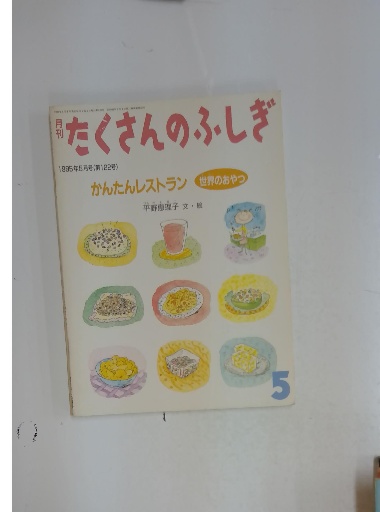 月刊
たくさんのふしぎ
1995年5月号(第122号)
かんたんレストラン 世界のおやつ
平野恵理子 文・絵
5